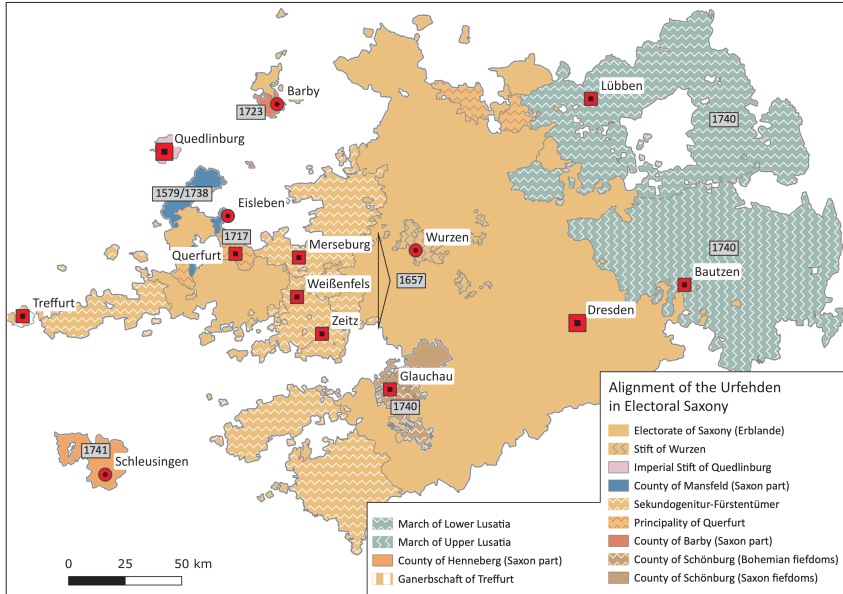 Barby
1723
Lübben
1740
Quedlinburg
1579/1738
Eisleben
1717
Querfurt
Merseburg
Wurzen
1740
Weißenfels
1657
Bautzen
Treffurt
Zeitz
Dresden
Glauchau
1740
1741
Schleusingen
Alignment of the Urfehden
in Electoral Saxony
Electorate of Saxony (Erblande)
Stift of Wurzen
Imperial Stift of Quedlinburg
County of Mansfeld (Saxon part)
Sekundogenitur-Fürstentümer
Principality of Querfurt
County of Barby (Saxon part)
County of Schönburg (Bohemian fiefdoms)
County of Schönburg (Saxon fiefdoms)
March of Lower Lusatia
March of Upper Lusatia
County of Henneberg (Saxon part)
Ganerbschaft of Treffurt
0 25 50 km